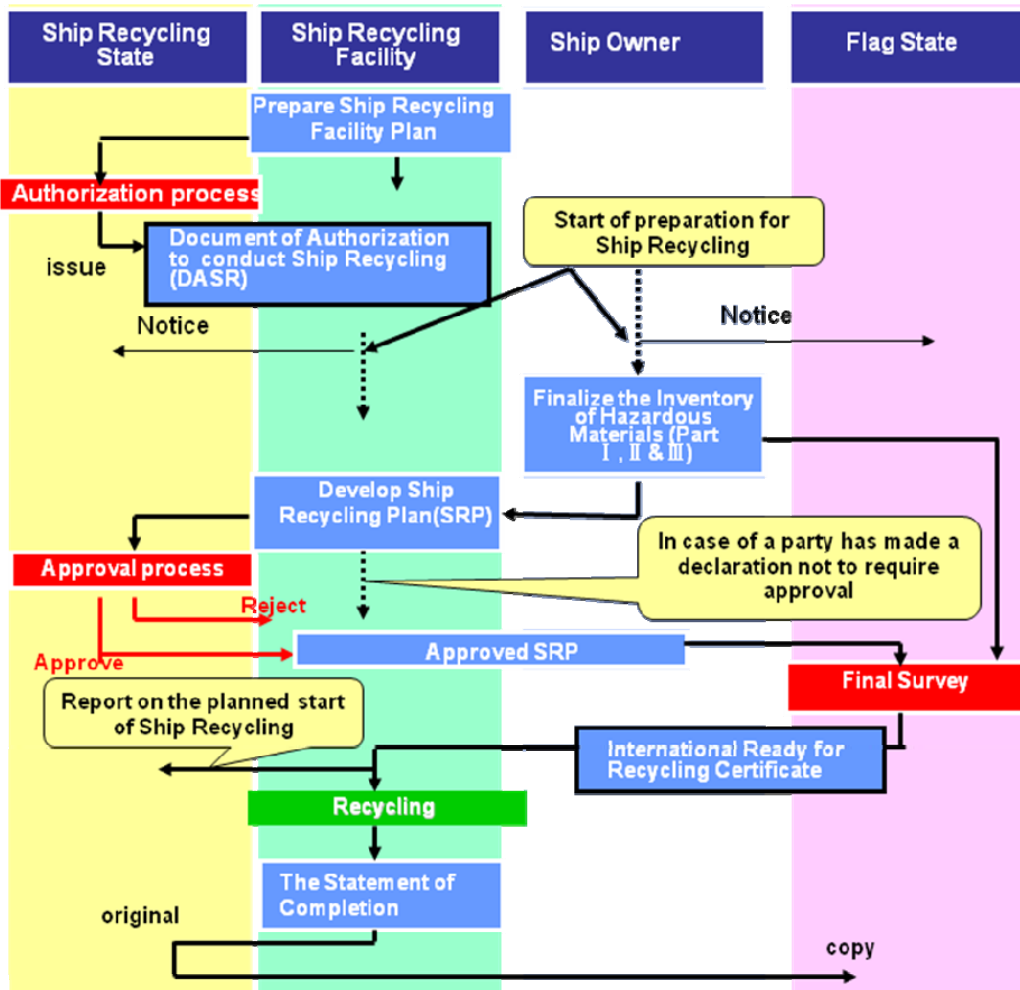 Ship Recycling
State
Ship Recycling
Facility
Ship Owner
Flag State
Prepare Ship Recycling
Facility Plan
Authorization process
Start of preparation for
Ship Recycling
Document of Authorization
to conduct Ship Recycling
(DASR)
issue
Notice
Notice
Finalize the Inventory
of Hazardous
Materials (Part
Ⅰ, Ⅱ & Ⅲ)
Develop Ship
Recycling Plan(SRP)
In case of a party has made a
declaration not to require
approval
Approval process
Reject
Approve
Approved SRP
Final Survey
Report on the planned start
of Ship Recycling
International Ready for
Recycling Certificate
Recycling
The Statement of
Completion
original
copy